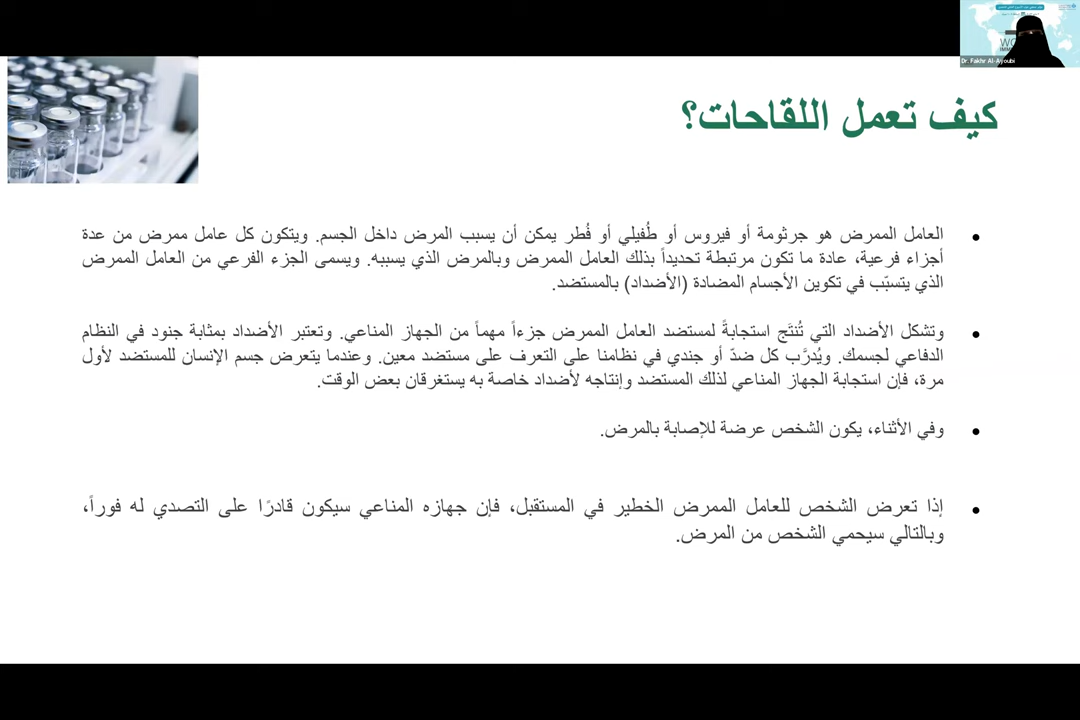 Dr. Fakhr Al-Ayoubi
كيف تعمل اللقاحات؟
العامل الممرض هو جرثومة أو فيروس أو طُفيلي أو فُطر يمكن أن يسبب المرض داخل الجسم. ويتكون كل عامل ممرض من عدة
أجزاء فرعية، عادة ما تكون مرتبطة تحديداً بذلك العامل الممرض وبالمرض الذي يسببه. ويسمى الجزء الفرعي من العامل الممرض
الذي يتسبّب في تكوين الأجسام المضادة (الأضداد) بالمستضد.
وتشكل الأضداد التي تُنتَج استجابةً لمستضد العامل الممرض جزءاً مهماً من الجهاز المناعي. وتعتبر الأضداد بمثابة جنود في النظام
الدفاعي لجسمك. ويُدرَّب كل ضدّ أو جندي في نظامنا على التعرف على مستضد معين. وعندما يتعرض جسم الإنسان للمستضد لأول
مرة، فإن استجابة الجهاز المناعي لذلك المستضد وإنتاجه لأضداد خاصة به يستغرقان بعض الوقت.
وفي الأثناء، يكون الشخص عرضة للإصابة بالمرض.
إذا تعرض الشخص للعامل الممرض الخطير في المستقبل، فإن جهازه المناعي سيكون قادرًا على التصدي له فوراً،
وبالتالي سيحمي الشخص من المرض.